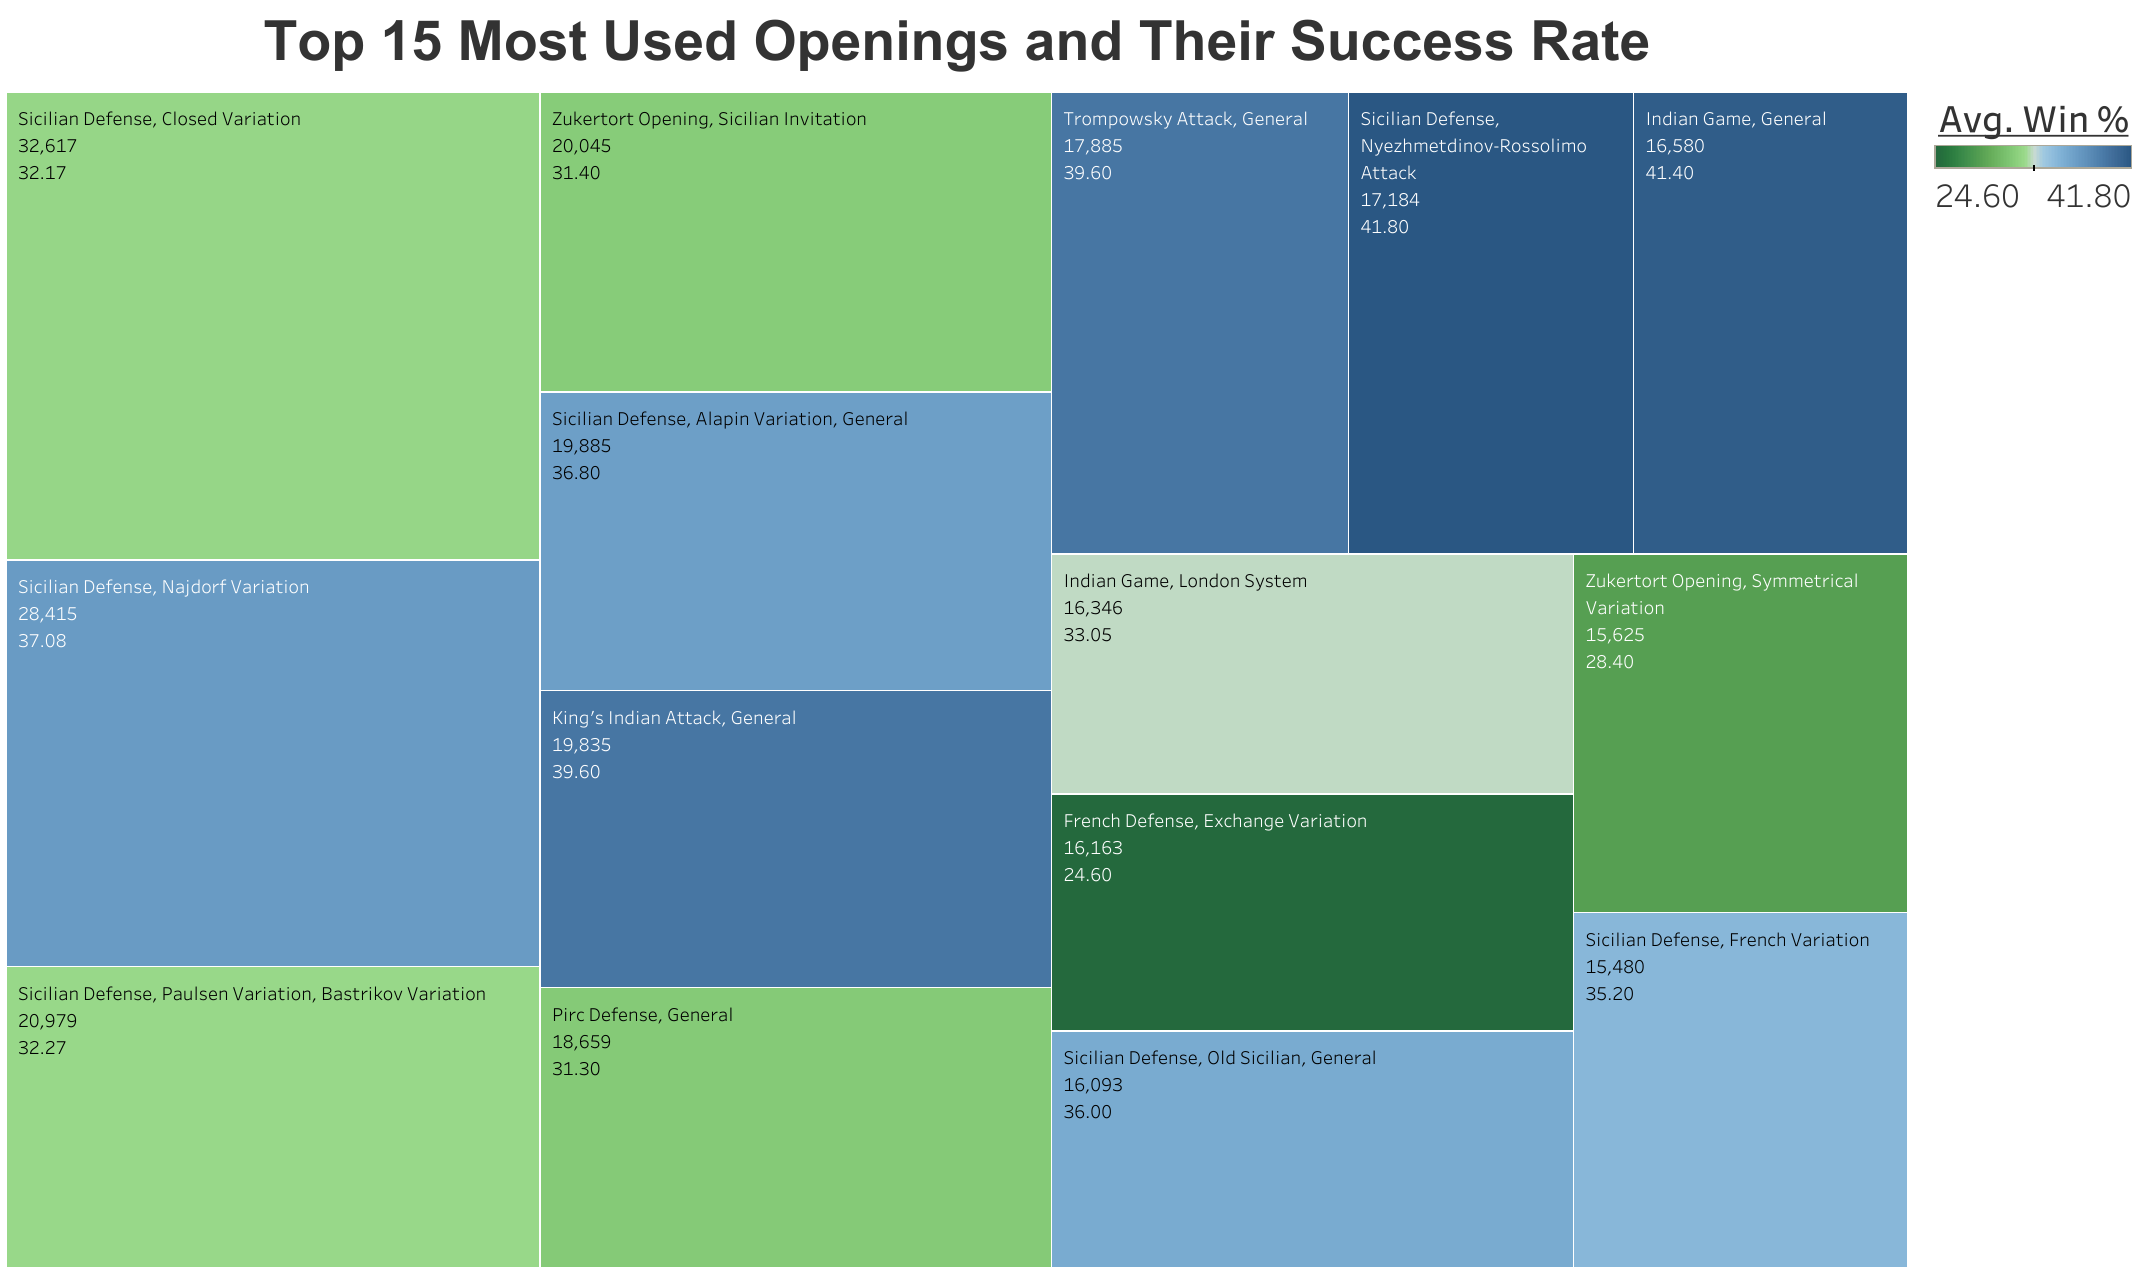 Top 15 Most Used Openings and Their Success Rate
Sicilian Defense, Closed Variation
32,617
32.17
Sicilian Defense, Najdorf Variation
28,415
37.08
Sicilian Defense, Paulsen Variation, Bastrikov Variation
20,979
32.27
Zukertort Opening, Sicilian Invitation
20,045
31.40
Sicilian Defense, Alapin Variation, General
19,885
36.80
King’s Indian Attack, General
19,835
39.60
Pirc Defense, General
18,659
31.30
Trompowsky Attack, General
17,885
39.60
Sicilian Defense,
Nyezhmetdinov-Rossolimo
Attack
17,184
41.80
Indian Game, General
16,580
41.40
Indian Game, London System
16,346
33.05
French Defense, Exchange Variation
16,163
24.60
Sicilian Defense, Old Sicilian, General
16,093
36.00
Zukertort Opening, Symmetrical
Variation
15,625
28.40
Sicilian Defense, French Variation
15,480
35.20
Avg. Win %
24.60 41.80